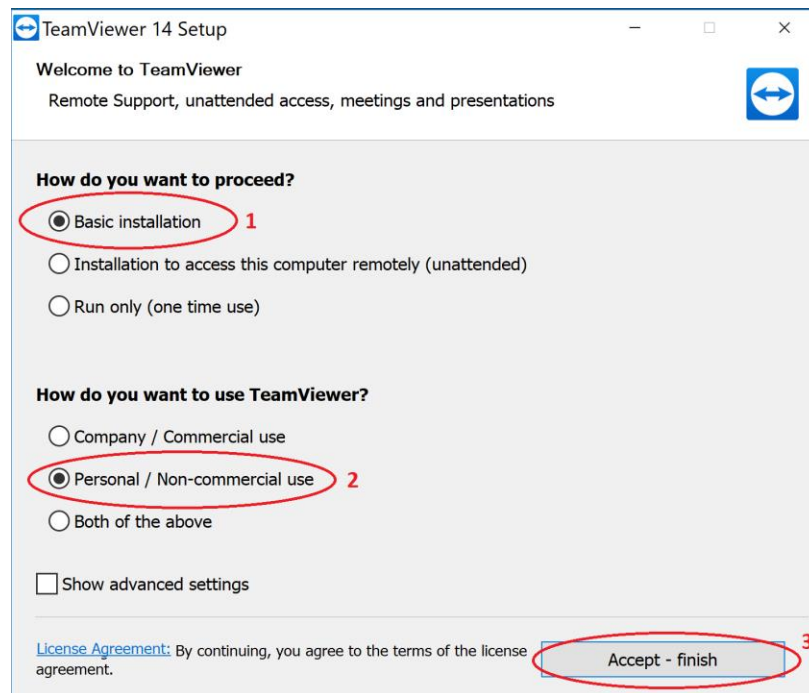 TeamViewer 14 Setup
Welcome to TeamViewer
Remote Support, unattended access, meetings and presentations
How do you want to proceed?
Basic installation 1
Installation to access this computer remotely (unattended)
Run only (one time use)
How do you want to use TeamViewer?
Company / Commercial use
Personal / Non-commercial use 2
Both of the above
Show advanced settings
License Agreement: By continuing, you agree to the terms of the license
agreement.
Accept - finish 3